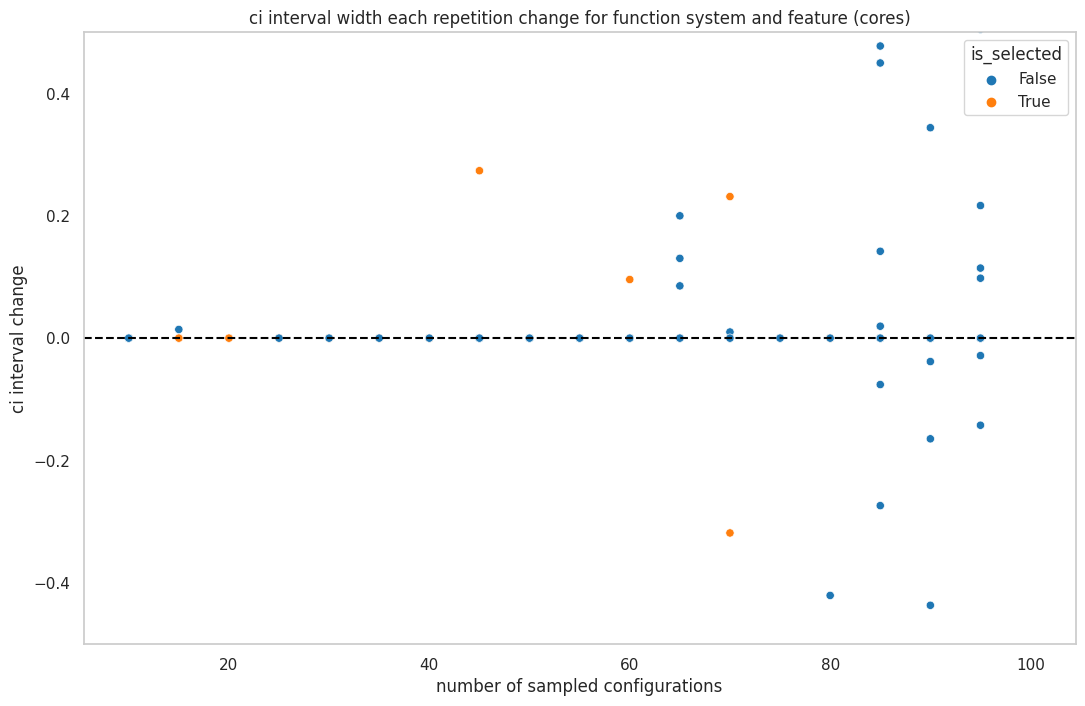 ci interval width each repetition change for function system and feature (cores)
is_selected
False
True
ci interval change
0.4
0.2
0.0
−0.2
−0.4
20 40 60 80 100
number of sampled configurations